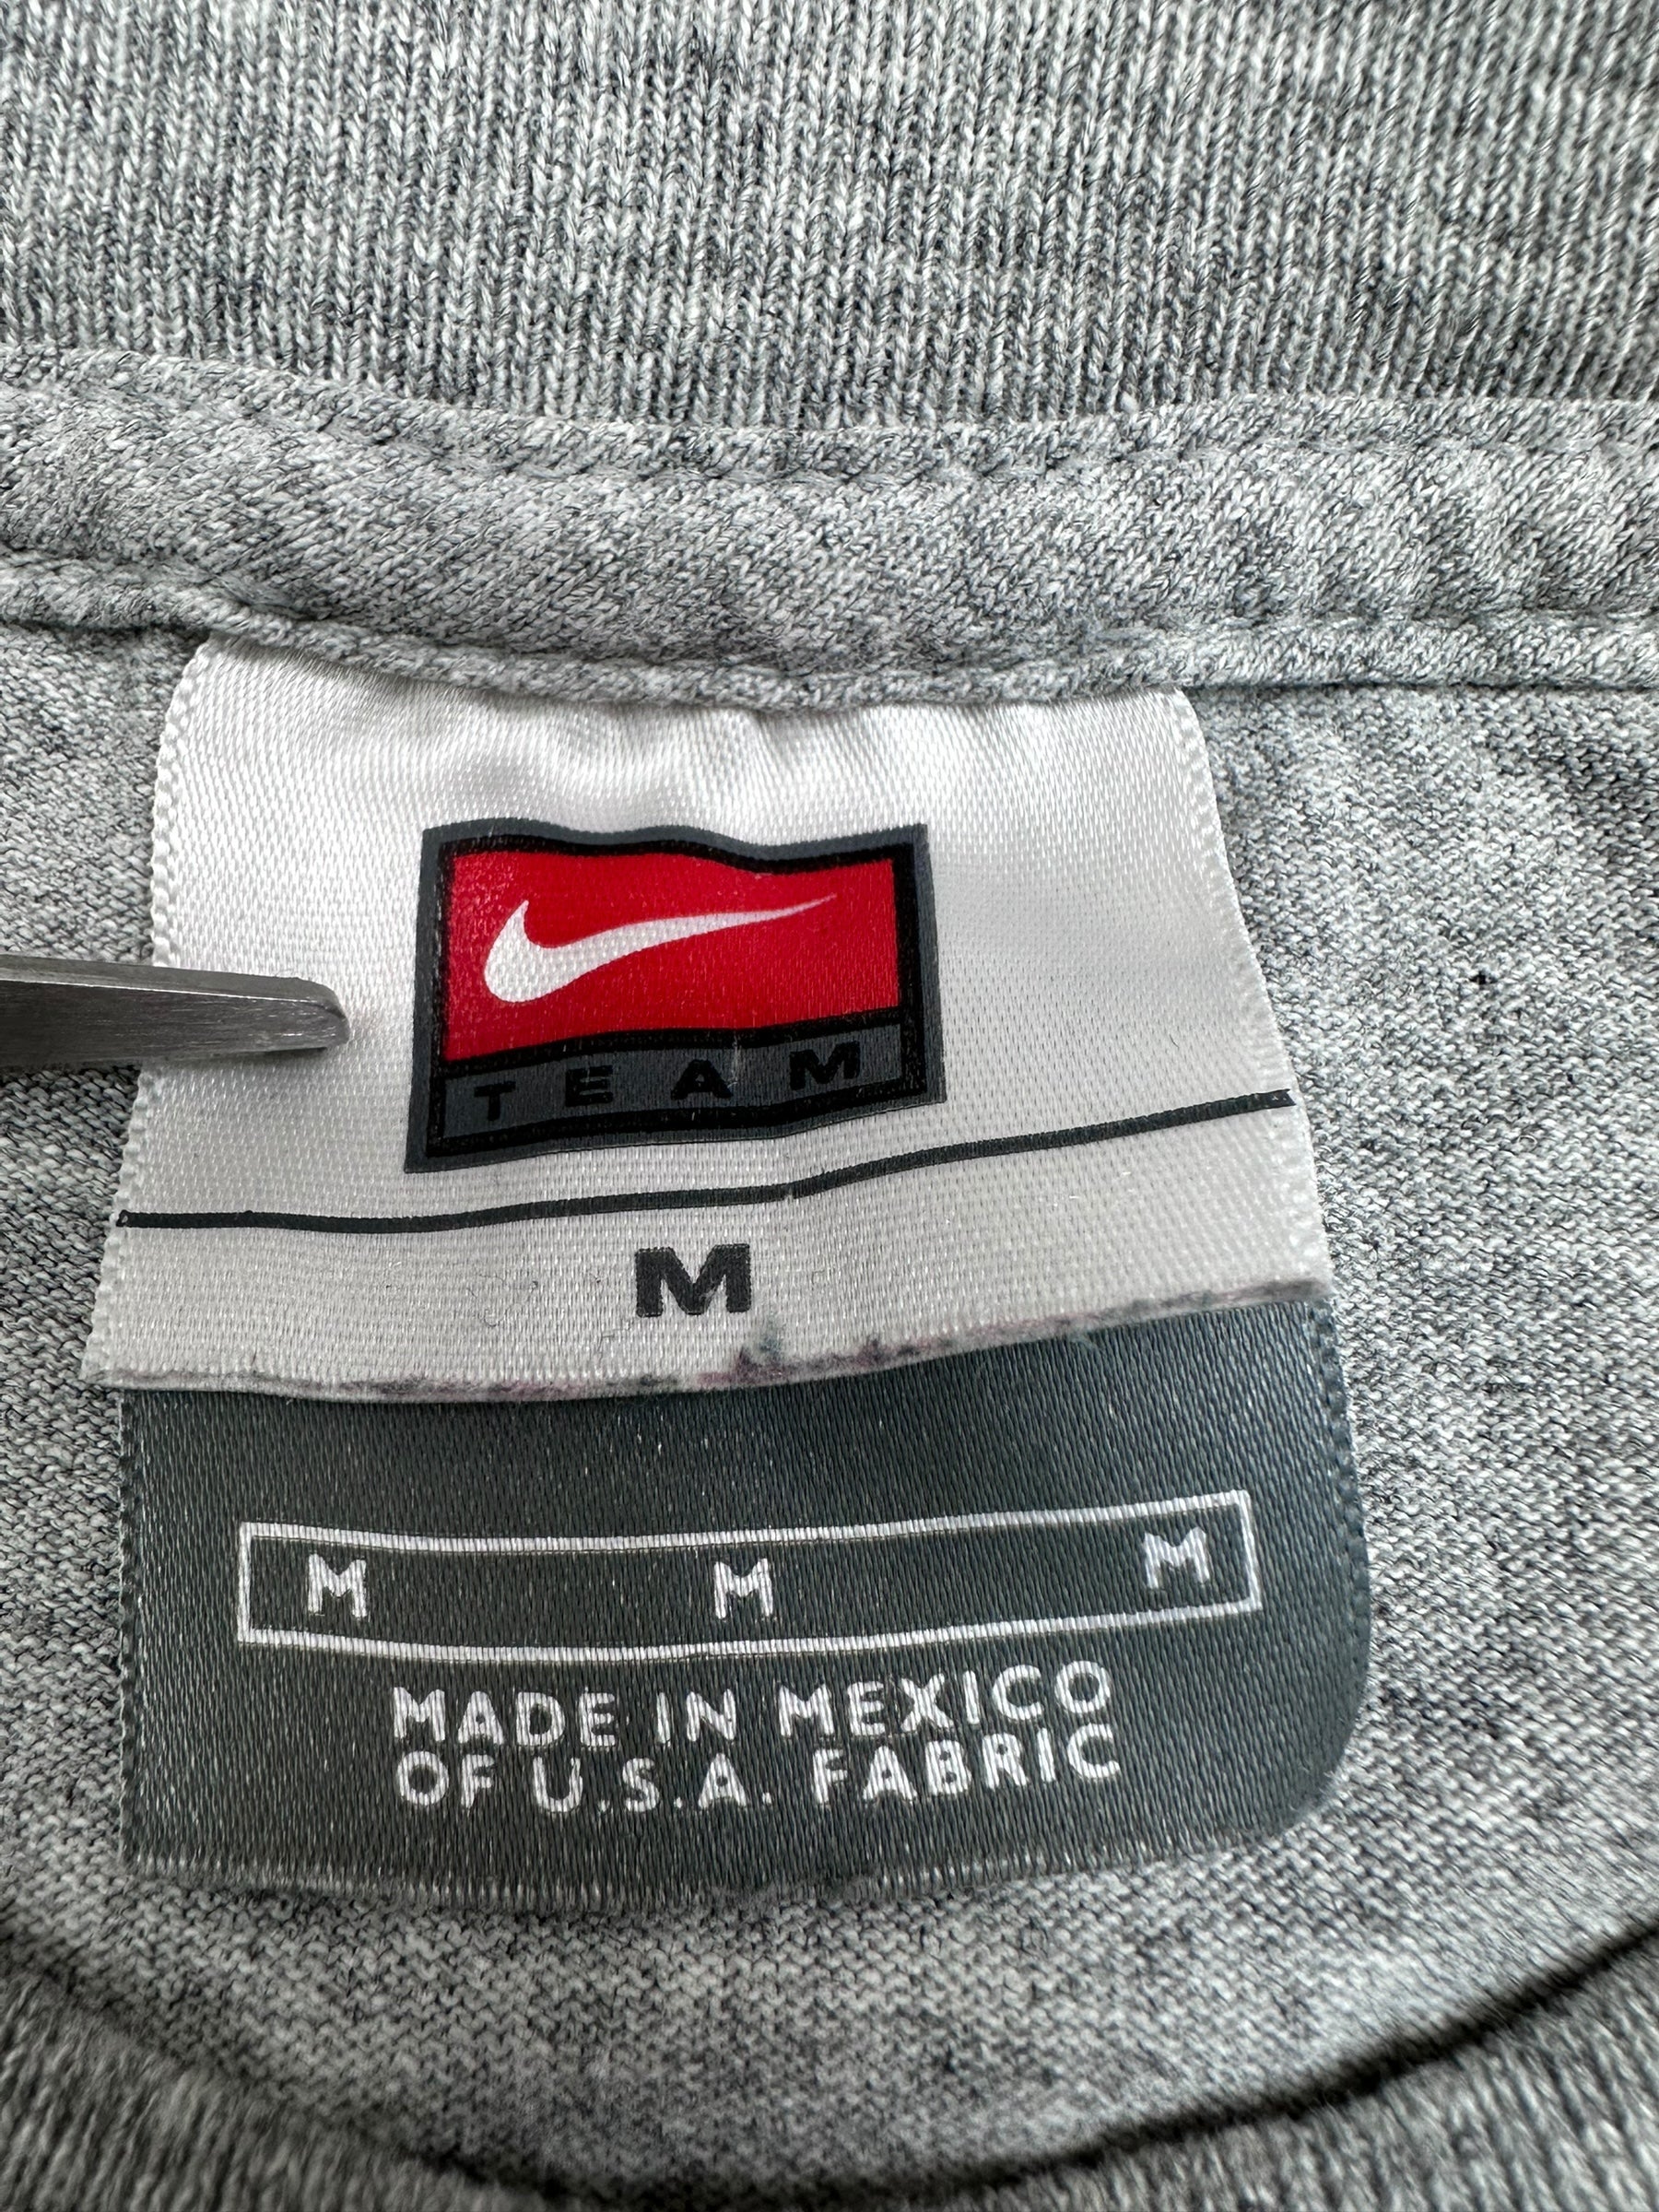 TEAM
M
M M M
MADE IN MEXICO
OF U.S.A. FABRIC